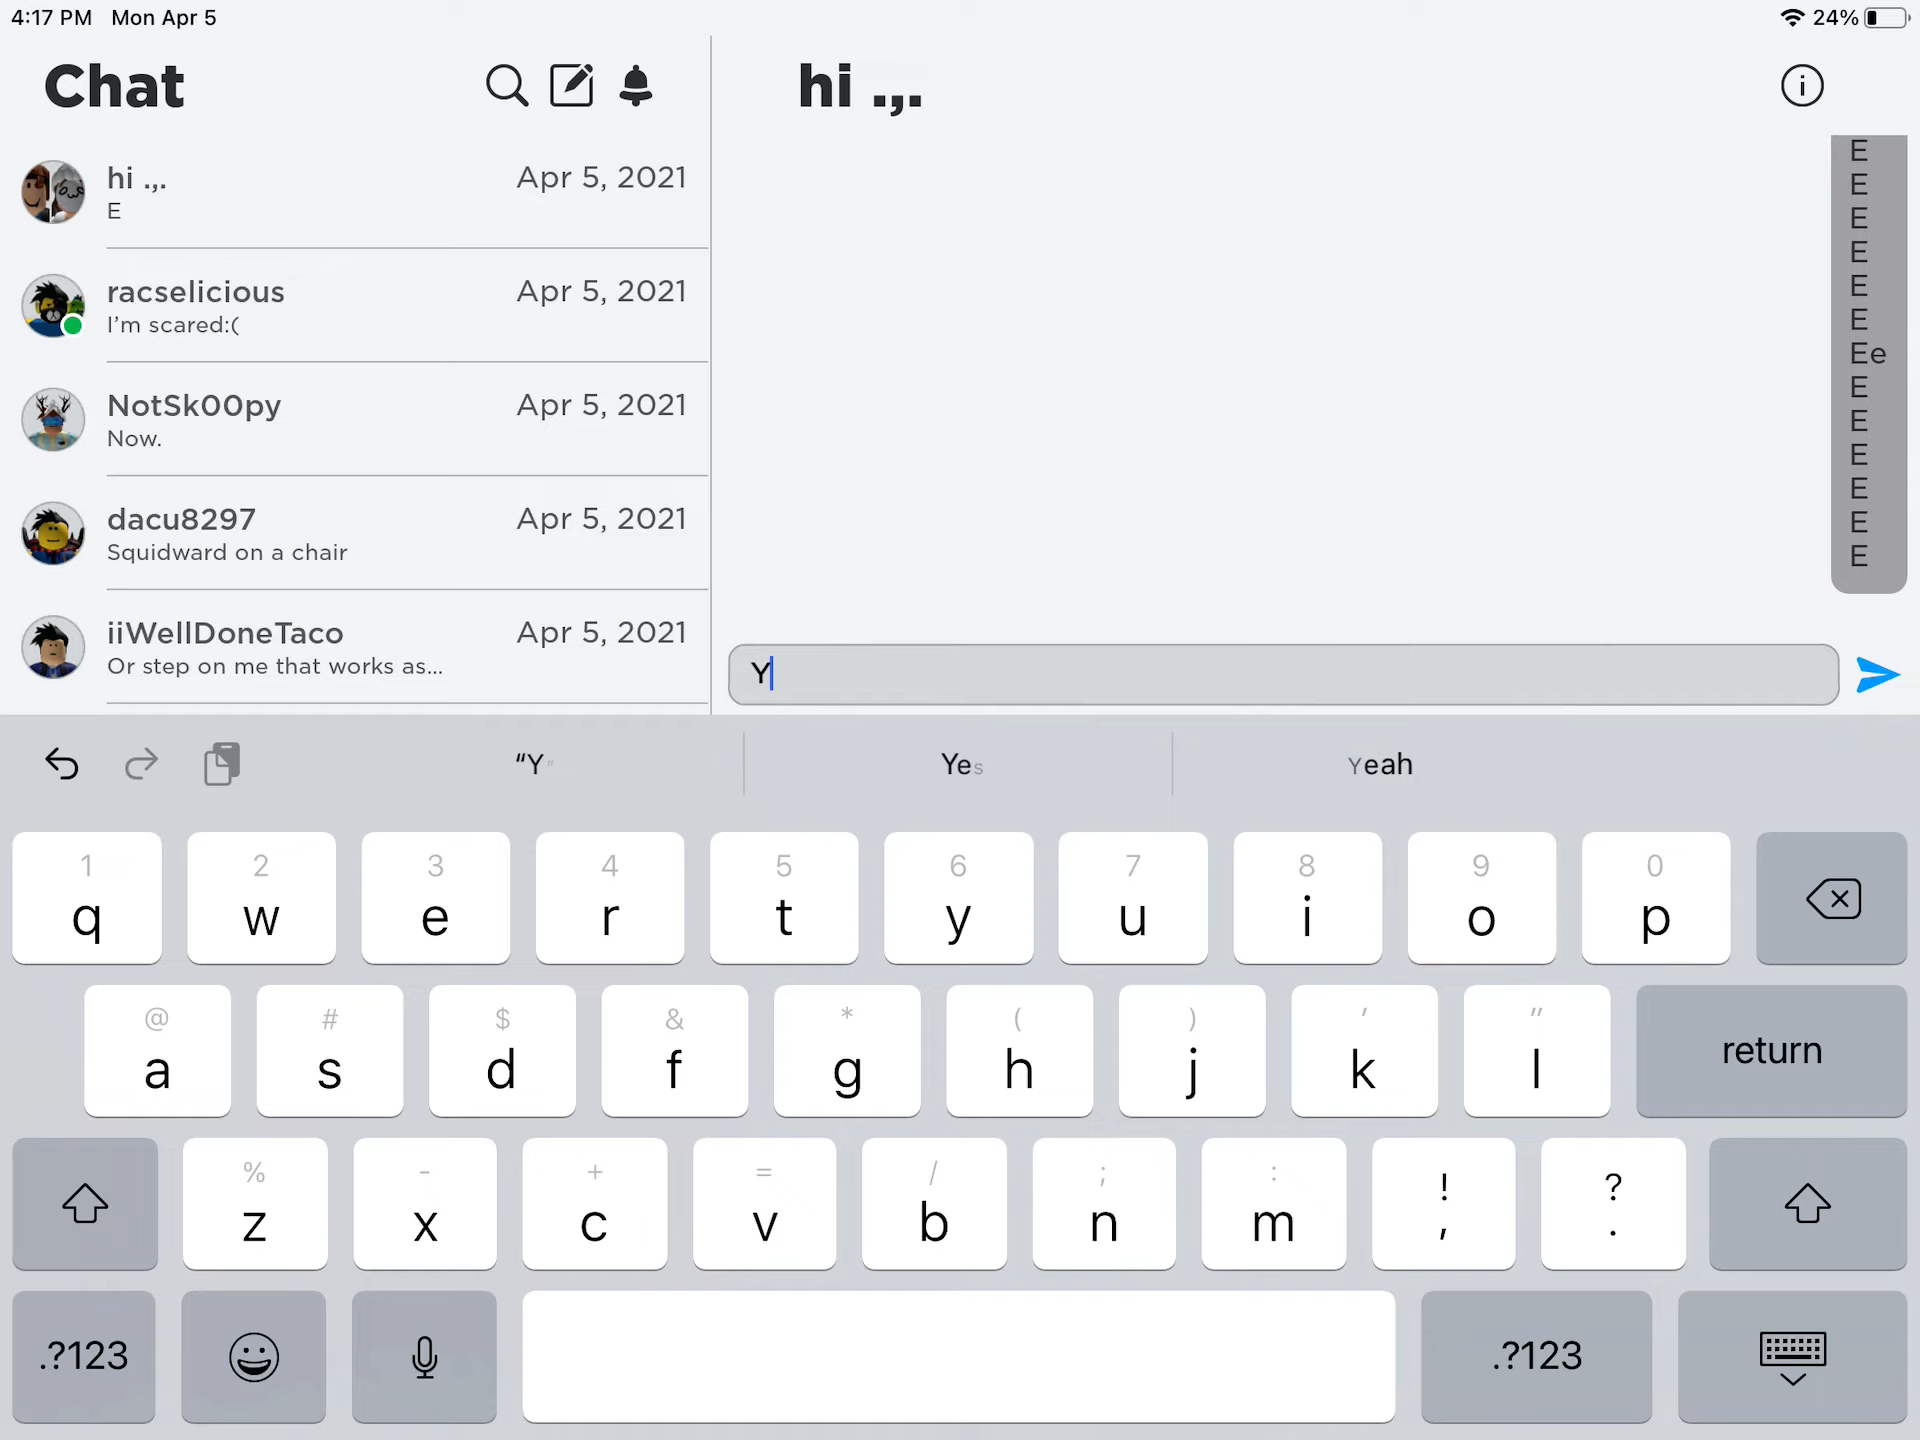 4:17 PM Mon Apr 5
24%
Chat
hi .,.
Apr 5, 2021
E
racselicious
Apr 5, 2021
I'm scared:(
NotSk00py
Apr 5, 2021
Now.
dacu8297
Apr 5, 2021
Squidward on a chair
iiWellDoneTaco
Apr 5, 2021
Or step on me that works as...
hi .,.
i
E
E
E
E
E
E
Ee
E
E
E
E
E
E
Y
“Y” Yes Yeah
1 2 3 4 5 6 7 8 9 0
q w e r t y u i o p
@ # $ & * ( ) ' "
a s d f g h j k l return
% - + = / ; : ! ?
z x c v b n m , .
.?123 .?123